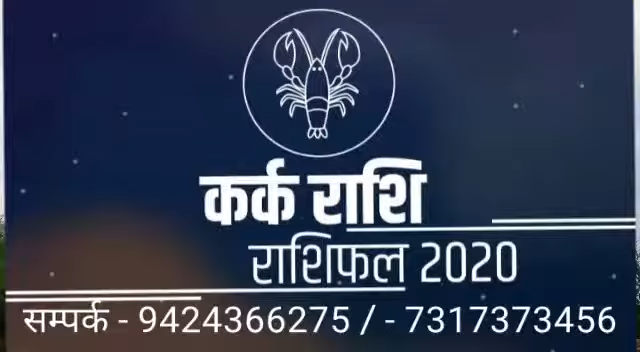 कर्क राशि
राशिफल 2020
सम्पर्क - 9424366275 / - 7317373456